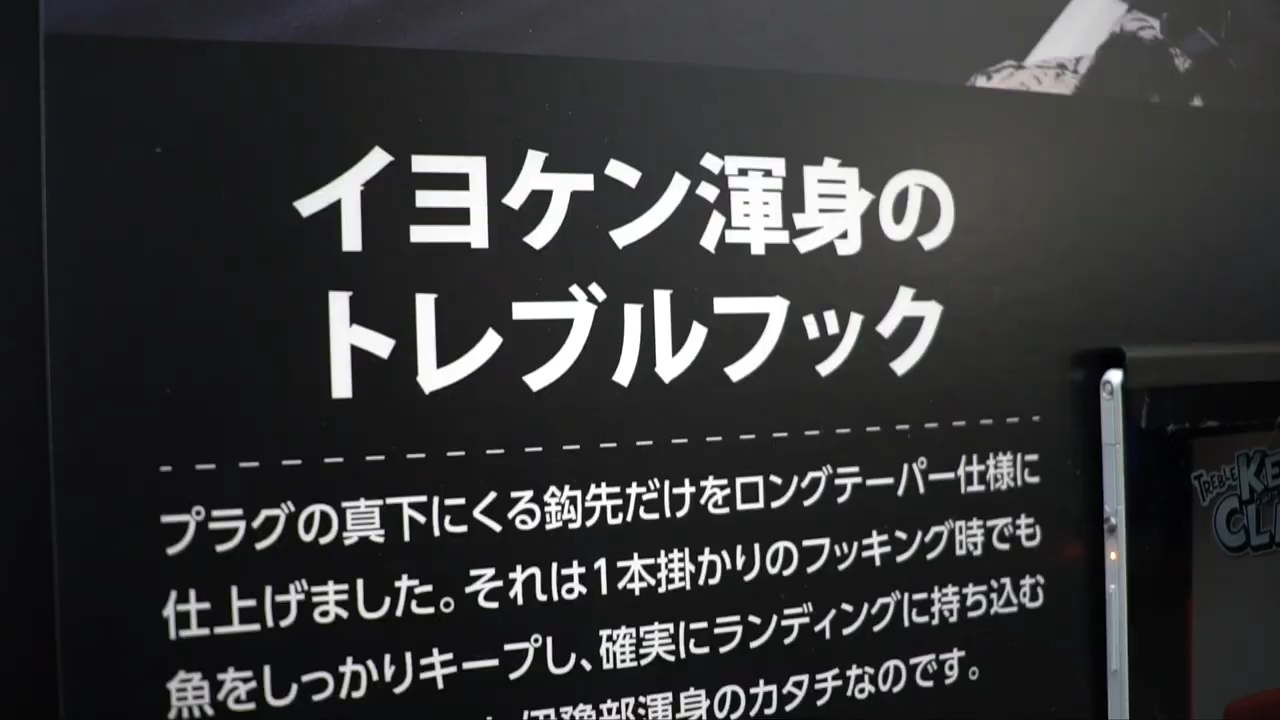 イヨケン渾身の
トレブルフック
プラグの真下にくる鈎先だけをロングテーパー仕様に
仕上げました。それは1本掛かりのフッキング時でも
魚をしっかりキープし、確実にランディングに持ち込む
伊豫部渾身のカタチなのです。
TREBLE